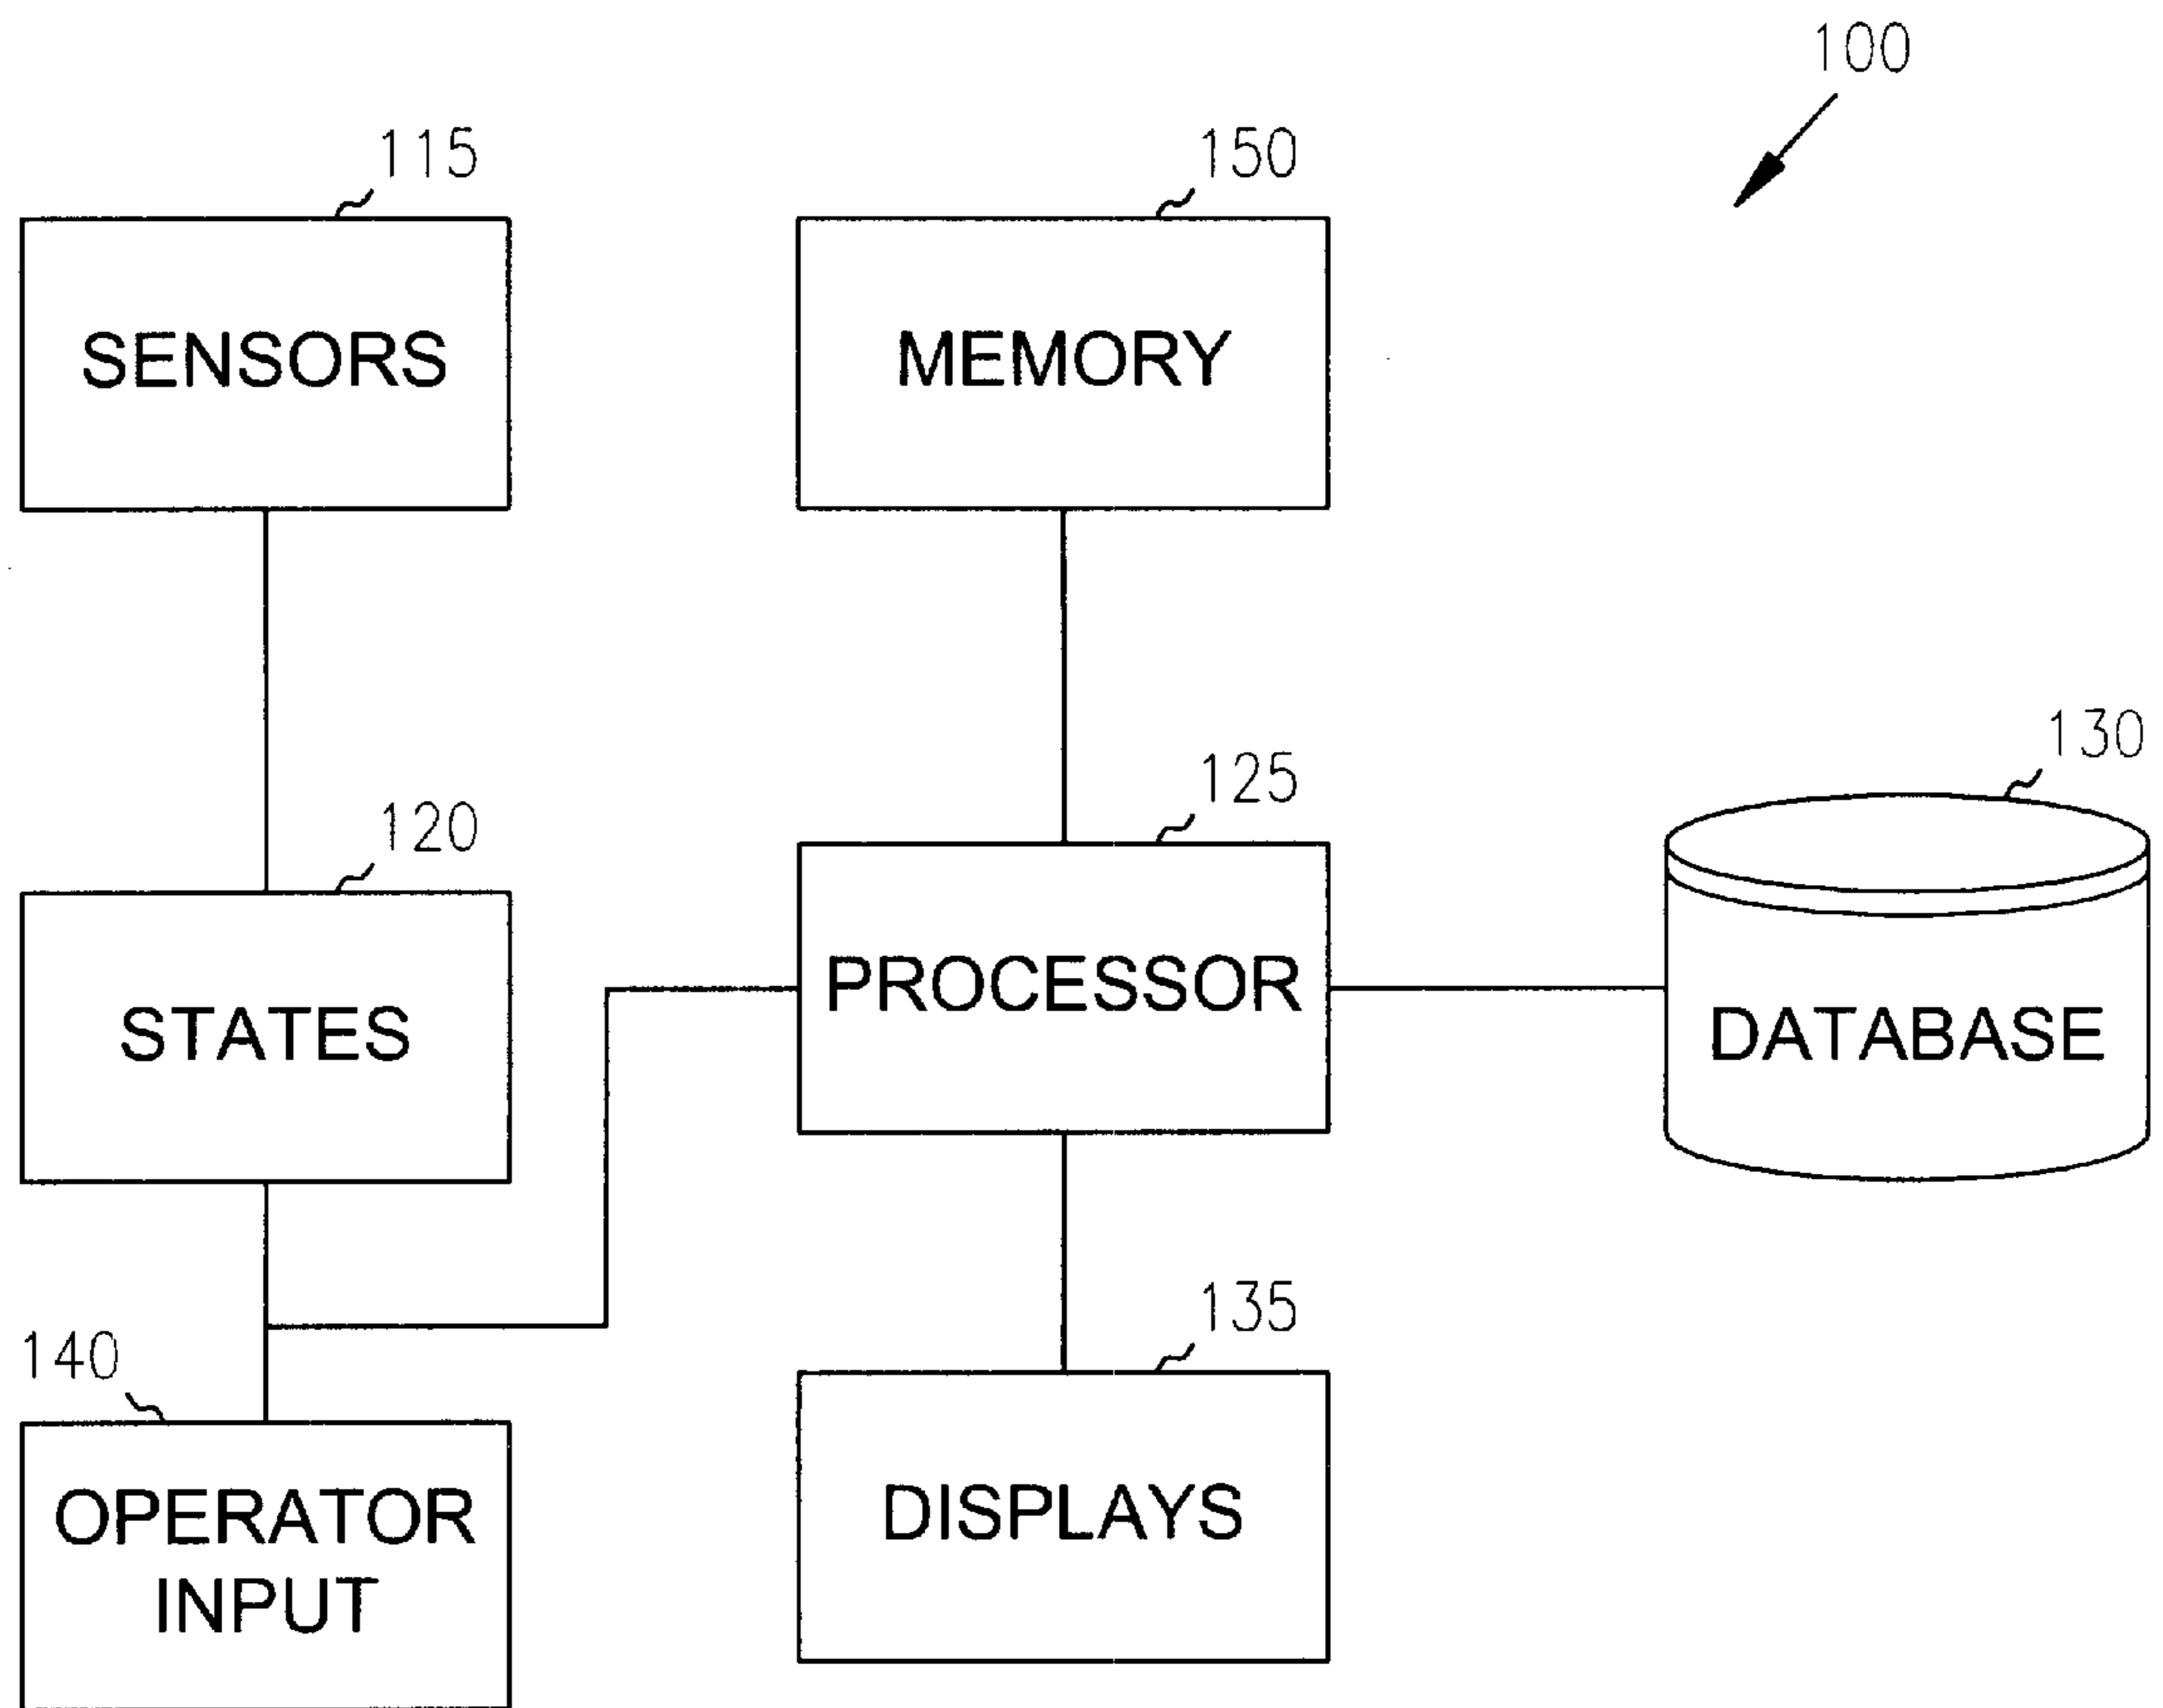 100
115
SENSORS
150
MEMORY
120
STATES
125
PROCESSOR
130
DATABASE
140
OPERATOR
INPUT
135
DISPLAYS